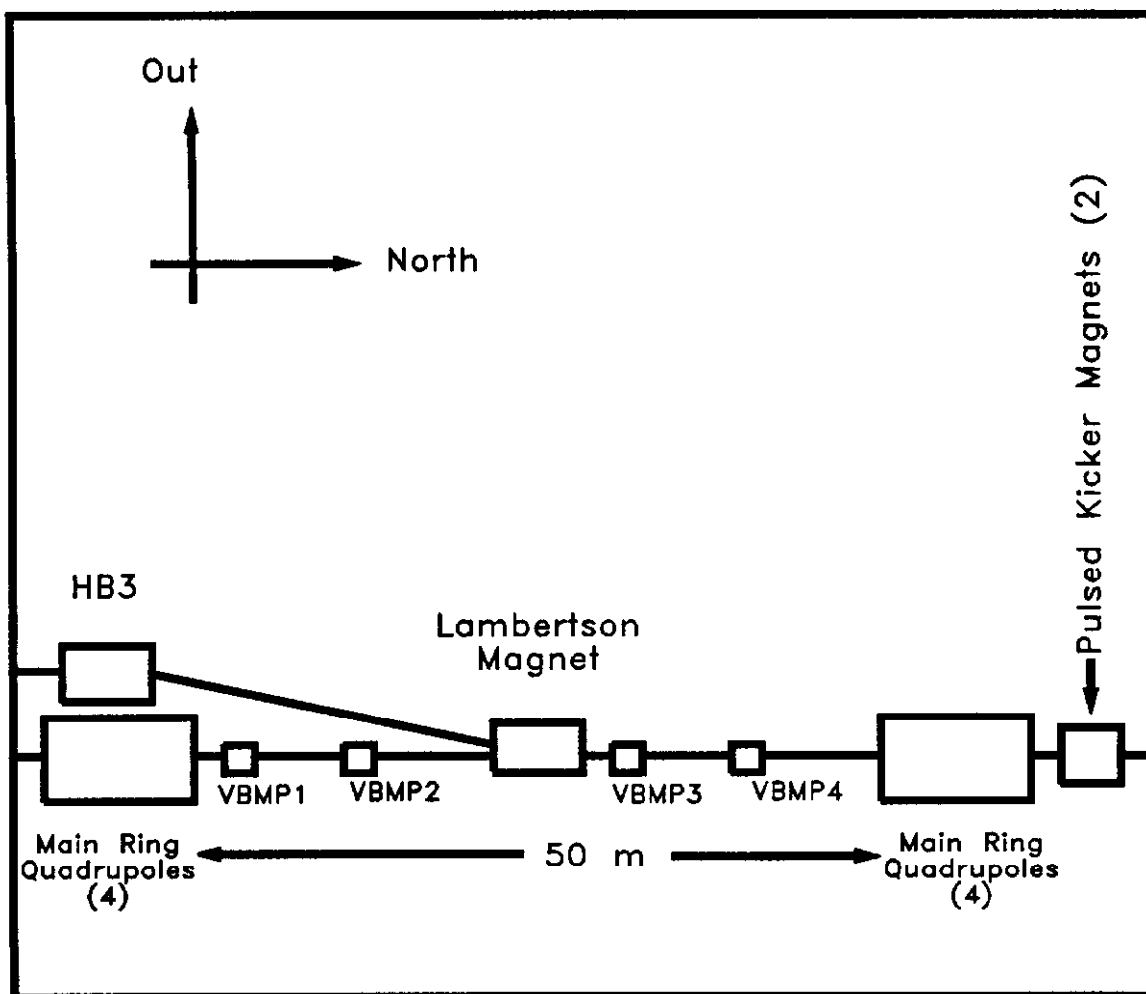 Out
North
Pulsed Kicker Magnets (2)
HB3
Lambertson
Magnet
VBMP1
VBMP2
VBMP3
VBMP4
Main Ring
Quadrupoles
(4)
50 m
Main Ring
Quadrupoles
(4)